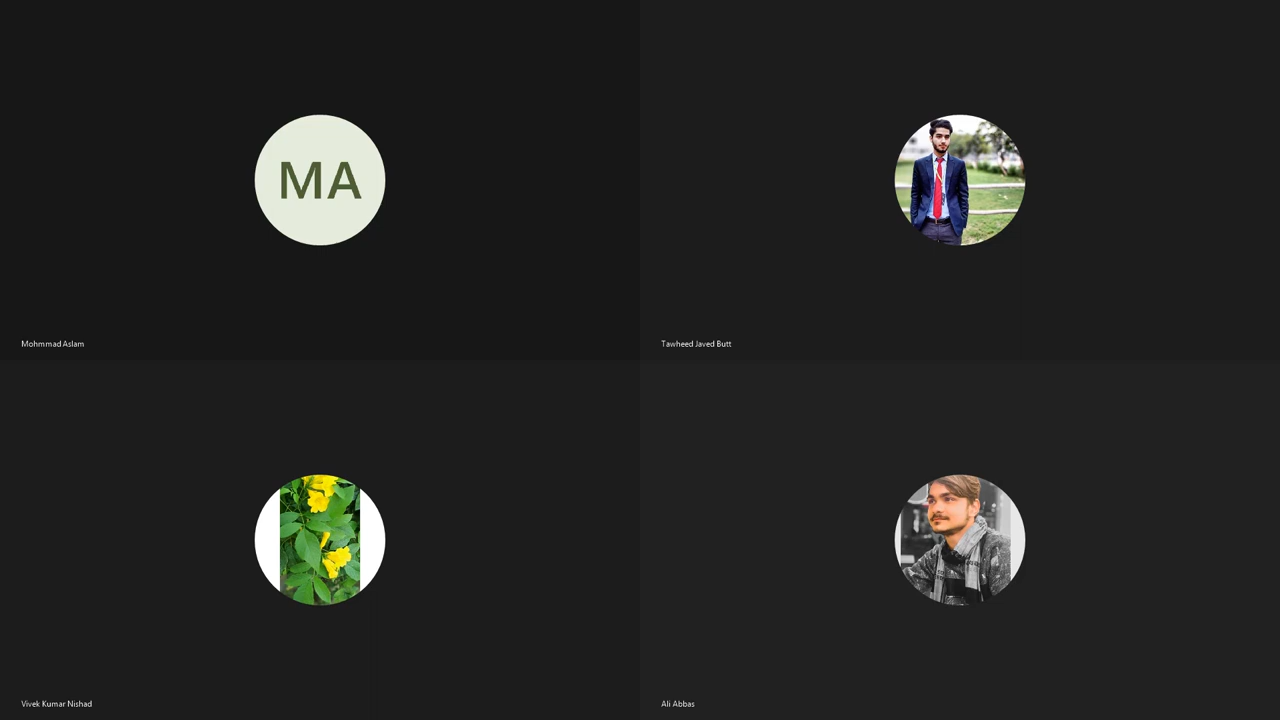 MA
Mohmmad Aslam
Tawheed Javed Butt
Vivek Kumar Nishad
Ali Abbas